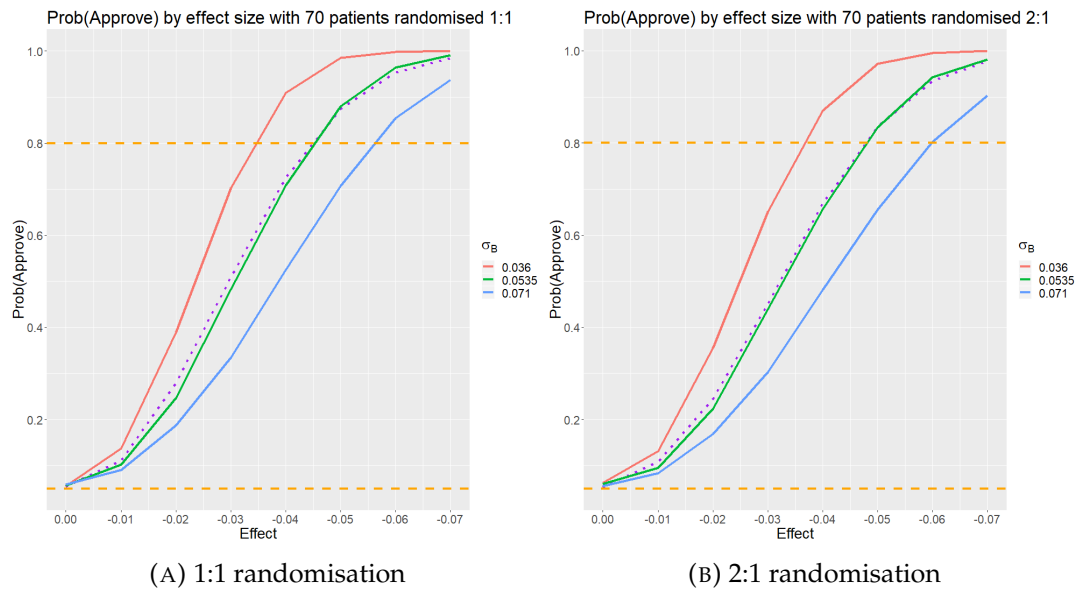 Prob(Approve) by effect size with 70 patients randomised 1:1
Prob(Approve)
1.0
0.8
0.6
0.4
0.2
0.00 -0.01 -0.02 -0.03 -0.04 -0.05 -0.06 -0.07
Effect
σB
0.036
0.0535
0.071
(A) 1:1 randomisation
Prob(Approve) by effect size with 70 patients randomised 2:1
Prob(Approve)
1.0
0.8
0.6
0.4
0.2
0.00 -0.01 -0.02 -0.03 -0.04 -0.05 -0.06 -0.07
Effect
σB
0.036
0.0535
0.071
(B) 2:1 randomisation